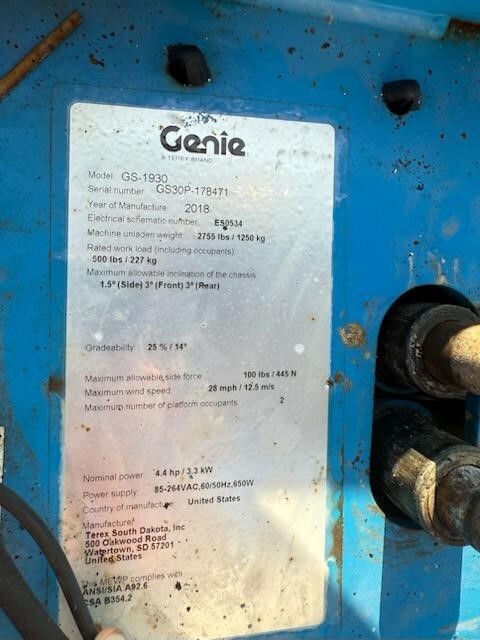 Genie
A TEREX BRAND
Model GS-1930
Serial number GS30P-178471
Year of Manufacture 2018
Electrical schematic number ES0534
Machine unladen weight 2755 lbs / 1250 kg
Rated work load (including occupants)
500 lbs / 227 kg
Maximum allowable inclination of the chassis
1.5° (Side) 3° (Front) 3° (Rear)
Gradeability 25 % / 14°
Maximum allowable side force 100 lbs / 445 N
Maximum wind speed 28 mph / 12.5 m/s
Maximum number of platform occupants 2
Nominal power 4.4 hp / 3.3 kW
Power supply 85-264VAC,60/50Hz,650W
Country of manufacture United States
Manufacturer
Terex South Dakota, Inc
500 Oakwood Road
Watertown, SD 57201
United States
This MEWP complies with
ANSI/SIA A92.6
CSA B354.2